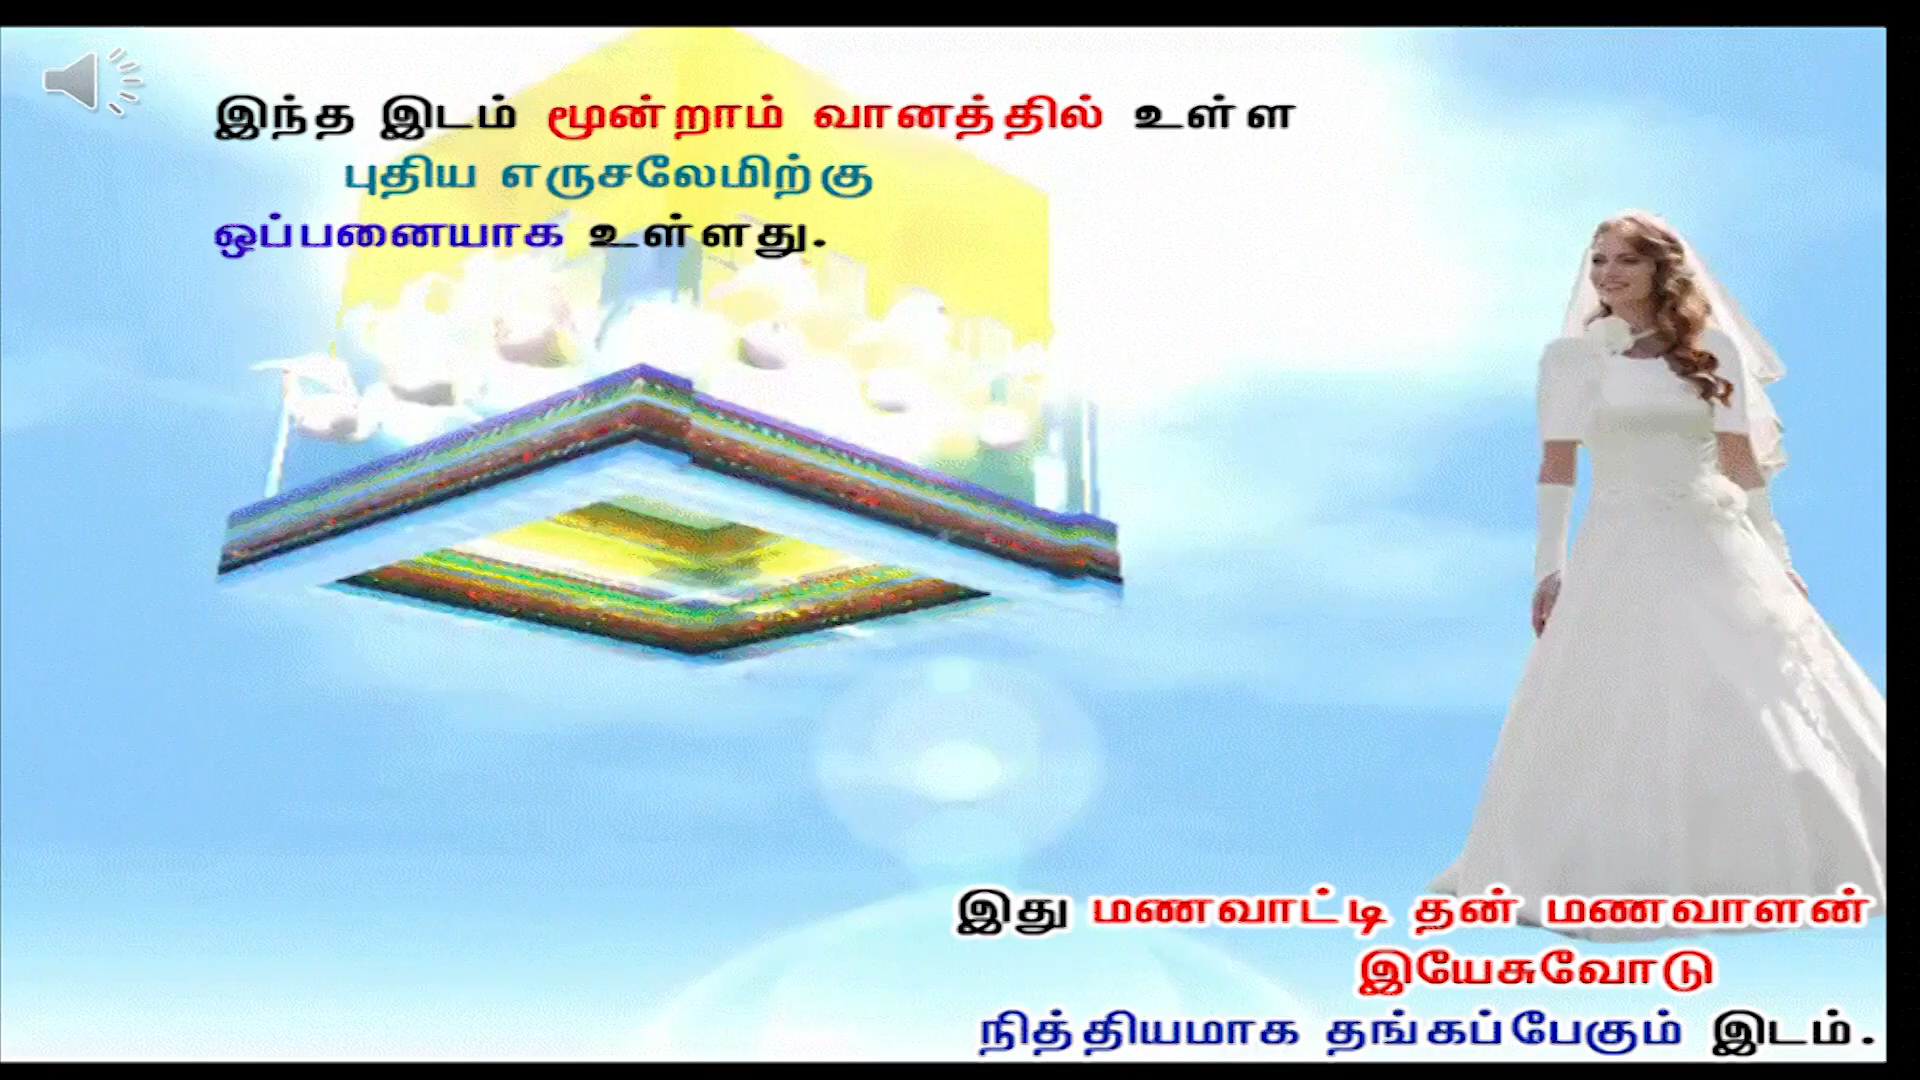 இந்த இடம் மூன்றாம் வானத்தில் உள்ள
புதிய எருசலேமிற்கு
ஒப்பனையாக உள்ளது.
இது மணவாட்டி தன் மணவாளன்
இயேசுவோடு
நித்தியமாக தங்கப்பேகும் இடம்.